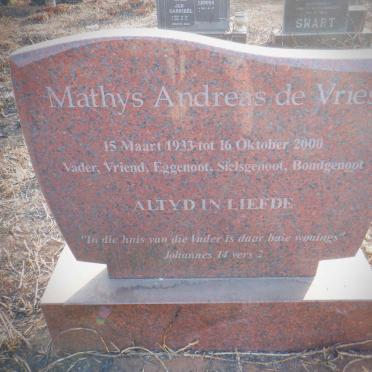 SWART
Mathys Andreas de Vries
15 Maart 1933 tot 16 Oktober 2000
Vader, Vriend, Eggenoot, Sielsgenoot, Bondgenoot
ALTYD IN LIEFDE
"In die huis van die Vader is daar baie wonings"
Johannes 14 vers 2